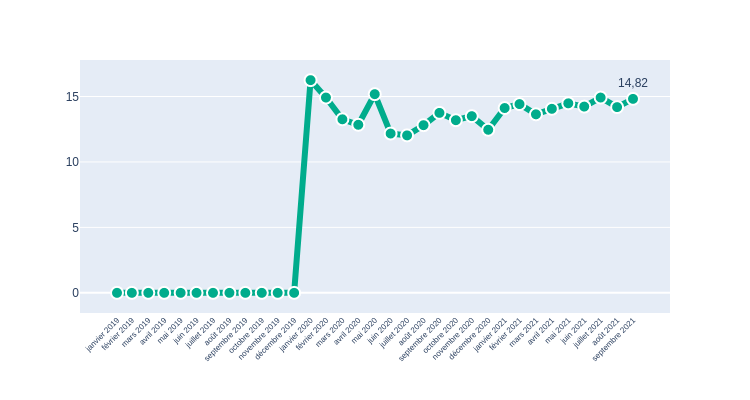 14,82
15
10
5
0
janvier 2019
février 2019
mars 2019
avril 2019
mai 2019
juin 2019
juillet 2019
août 2019
septembre 2019
octobre 2019
novembre 2019
décembre 2019
janvier 2020
février 2020
mars 2020
avril 2020
mai 2020
juin 2020
juillet 2020
août 2020
septembre 2020
octobre 2020
novembre 2020
décembre 2020
janvier 2021
février 2021
mars 2021
avril 2021
mai 2021
juin 2021
juillet 2021
août 2021
septembre 2021